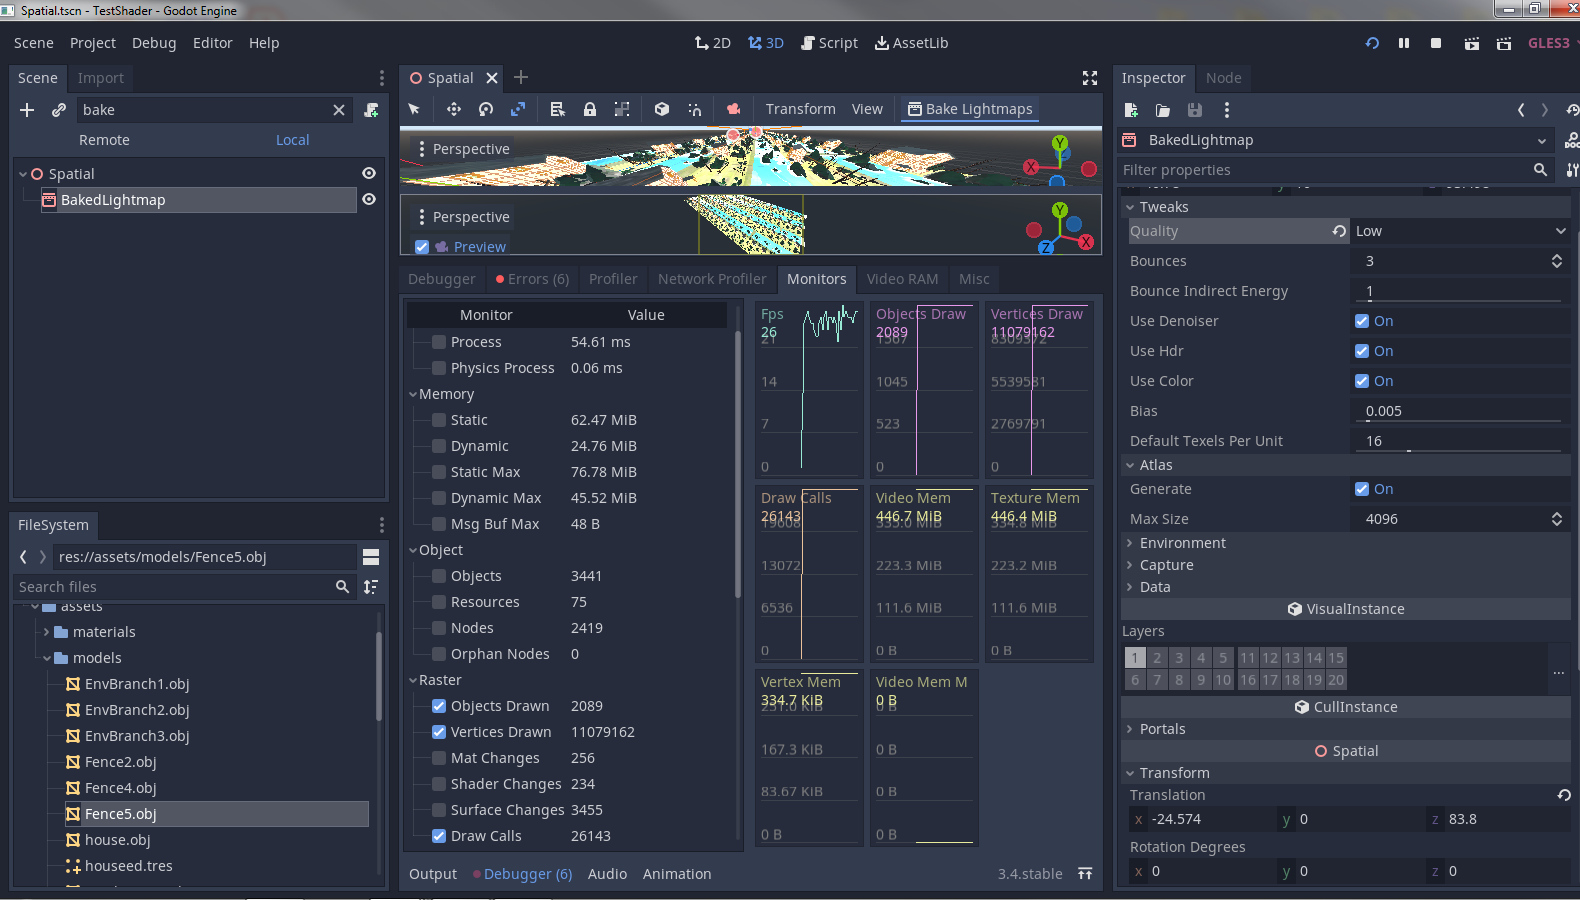 Spatial.tscn - TestShader - Godot Engine
Scene Project Debug Editor Help
2D 3D Script AssetLib
GLES3
Scene Import
bake
Remote Local
Spatial
BakedLightmap
FileSystem
res://assets/models/Fence5.obj
Search files
assets
materials
models
EnvBranch1.obj
EnvBranch2.obj
EnvBranch3.obj
Fence2.obj
Fence4.obj
Fence5.obj
house.obj
houseed.tres
Spatial
Transform View Bake Lightmaps
Perspective
Y
X
Perspective
Preview
Y
X
Z
Debugger Errors (6) Profiler Network Profiler Monitors Video RAM Misc
Monitor Value
Process 54.61 ms
Physics Process 0.06 ms
Memory
Static 62.47 MiB
Dynamic 24.76 MiB
Static Max 76.78 MiB
Dynamic Max 45.52 MiB
Msg Buf Max 48 B
Object
Objects 3441
Resources 75
Nodes 2419
Orphan Nodes 0
Raster
Objects Drawn 2089
Vertices Drawn 11079162
Mat Changes 256
Shader Changes 234
Surface Changes 3455
Draw Calls 26143
Fps
26
21
14
7
0
Objects Draw
2089
1567
1045
523
0
Vertices Draw
11079162
8309372
5539581
2769791
0
Draw Calls
26143
19608
13072
6536
0
Video Mem
446.7 MiB
335.0 MiB
223.3 MiB
111.6 MiB
0 B
Texture Mem
446.4 MiB
334.8 MiB
223.2 MiB
111.6 MiB
0 B
Vertex Mem
334.7 KiB
251.0 KiB
167.3 KiB
83.67 KiB
0 B
Video Mem M
0 B
0 B
0 B
0 B
0 B
Output Debugger (6) Audio Animation
3.4.stable
Inspector Node
BakedLightmap
Filter properties
Tweaks
Quality Low
Bounces 3
Bounce Indirect Energy 1
Use Denoiser On
Use Hdr On
Use Color On
Bias 0.005
Default Texels Per Unit 16
Atlas
Generate On
Max Size 4096
Environment
Capture
Data
VisualInstance
Layers
1 2 3 4 5 11 12 13 14 15
6 7 8 9 10 16 17 18 19 20
...
CullInstance
Portals
Spatial
Transform
Translation
x -24.574 y 0 z 83.8
Rotation Degrees
x 0 y 0 z 0